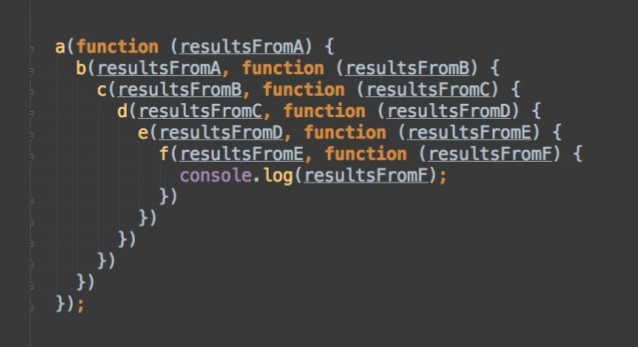 a(function (resultsFromA) {
  b(resultsFromA, function (resultsFromB) {
    c(resultsFromB, function (resultsFromC) {
      d(resultsFromC, function (resultsFromD) {
        e(resultsFromD, function (resultsFromE) {
          f(resultsFromE, function (resultsFromF) {
            console.log(resultsFromF);
          })
        })
      })
    })
  })
});